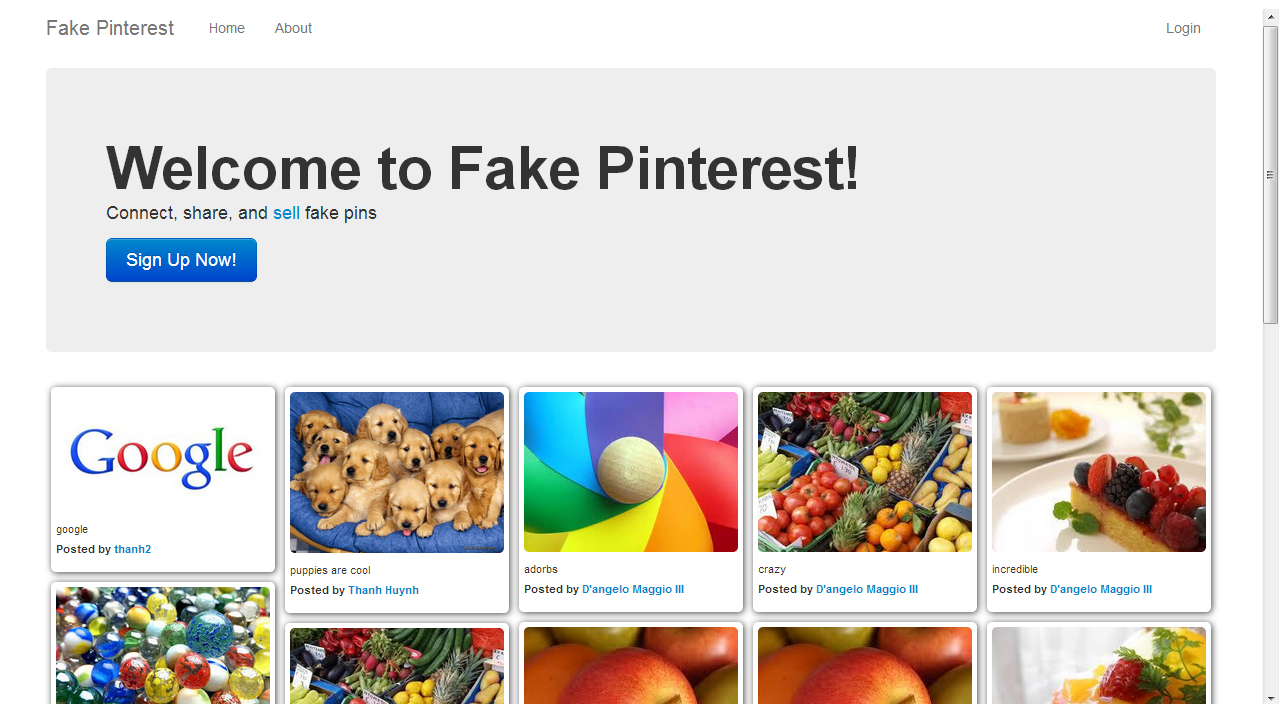 Fake Pinterest Home About Login
Welcome to Fake Pinterest!
Connect, share, and sell fake pins
Sign Up Now!
Google
google
Posted by thanh2
puppies are cool
Posted by Thanh Huynh
adorbs
Posted by D'angelo Maggio III
crazy
Posted by D'angelo Maggio III
incredible
Posted by D'angelo Maggio III